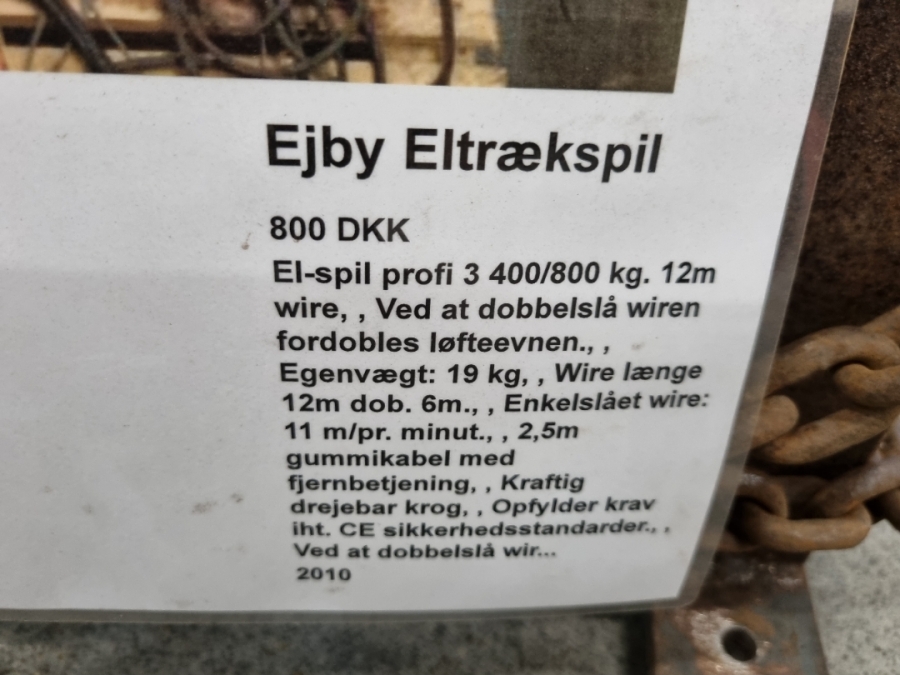 Ejby Eltrækspil
800 DKK
El-spil profi 3 400/800 kg. 12m
wire, , Ved at dobbelslå wiren
fordobles løfteevnen., ,
Egenvægt: 19 kg, , Wire længe
12m dob. 6m., , Enkelslået wire:
11 m/pr. minut., , 2,5m
gummikabel med
fjernbetjening, , Kraftig
drejebar krog, , Opfylder krav
iht. CE sikkerhedsstandarder., ,
Ved at dobbelslå wir...
2010